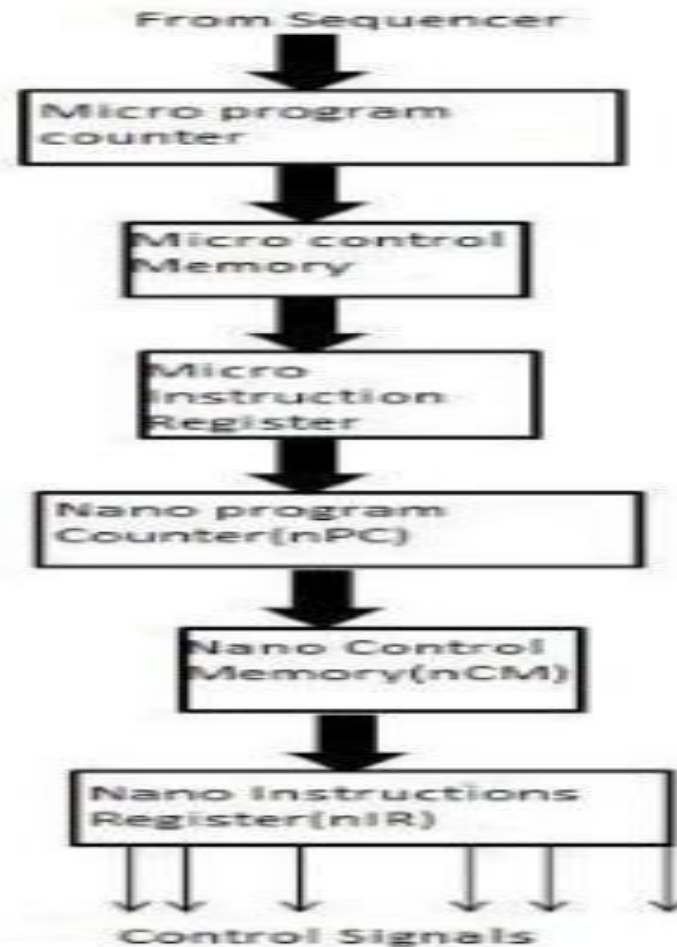 From Sequencer
Micro program
counter
Micro control
Memory
Micro
Instruction
Register
Nano program
Counter(nPC)
Nano Control
Memory(nCM)
Nano Instructions
Register(nIR)
Control Signals